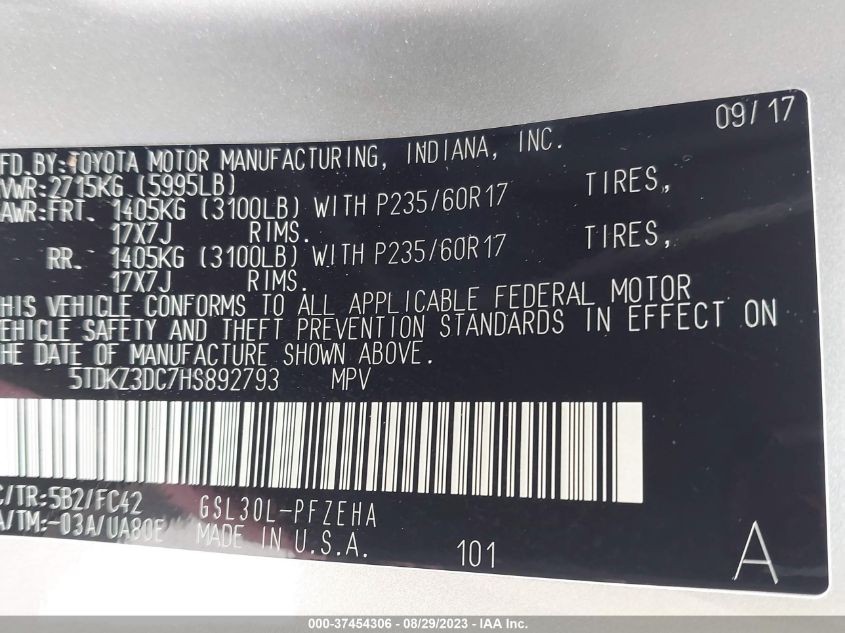 09/17
FD.BY:TOYOTA MOTOR MANUFACTURING, INDIANA, INC.
VWR:2715KG (5995LB)
AWR:FRT. 1405KG (3100LB) WITH P235/60R17 TIRES,
17X7J RIMS.
RR. 1405KG (3100LB) WITH P235/60R17 TIRES,
17X7J RIMS.
HIS VEHICLE CONFORMS TO ALL APPLICABLE FEDERAL MOTOR
EHICLE SAFETY AND THEFT PREVENTION STANDARDS IN EFFECT ON
HE DATE OF MANUFACTURE SHOWN ABOVE.
5TDKZ3DC7HS892793 MPV
C/TR:5B2/FC42 GSL30L-PFZEHA
A/TM:-03A/UA80E MADE IN U.S.A. 101 A
000-37454306 - 08/29/2023 - IAA Inc.